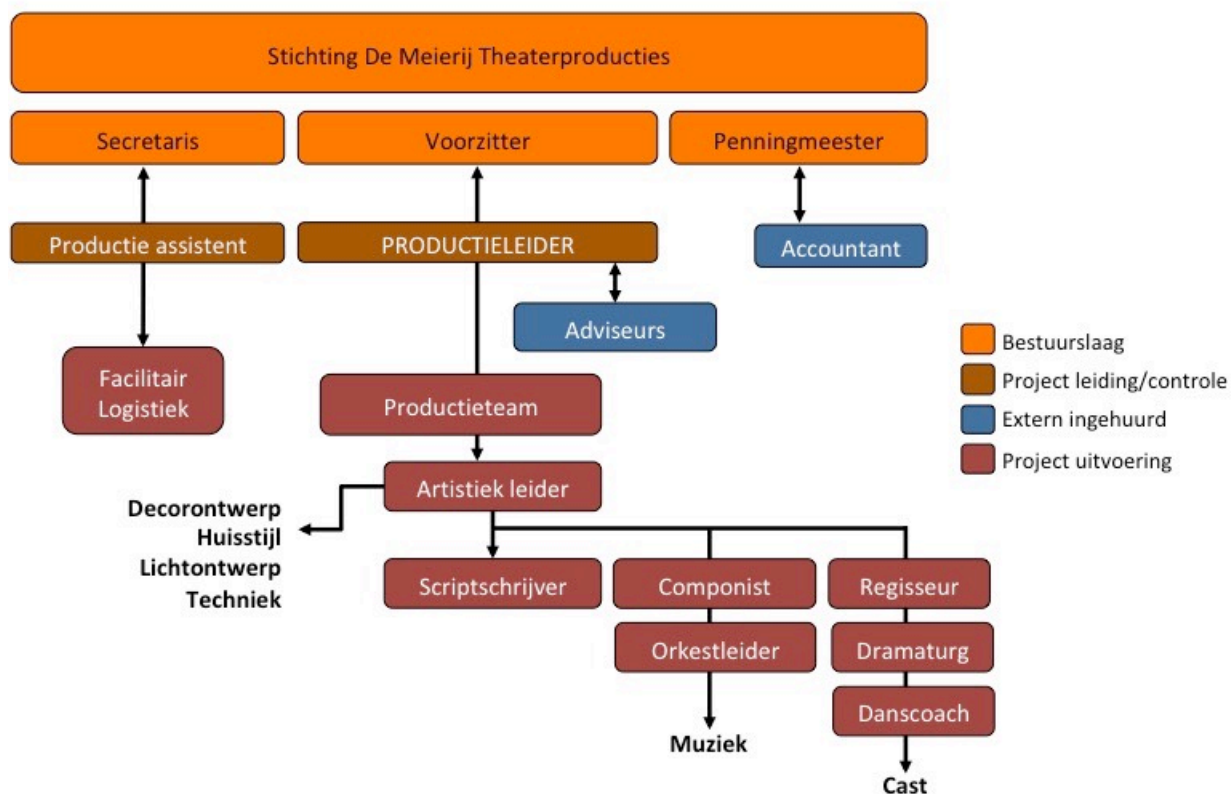 Stichting De Meierij Theaterproducties
Secretaris
Voorzitter
Penningmeester
Productie assistent
PRODUCTIELEIDER
Accountant
Adviseurs
Facilitair
Logistiek
Productieteam
Bestuurslaag
Project leiding/controle
Extern ingehuurd
Project uitvoering
Artistiek leider
Decorontwerp
Huisstijl
Lichtontwerp
Techniek
Scriptschrijver
Componist
Regisseur
Orkestleider
Dramaturg
Danscoach
Muziek
Cast